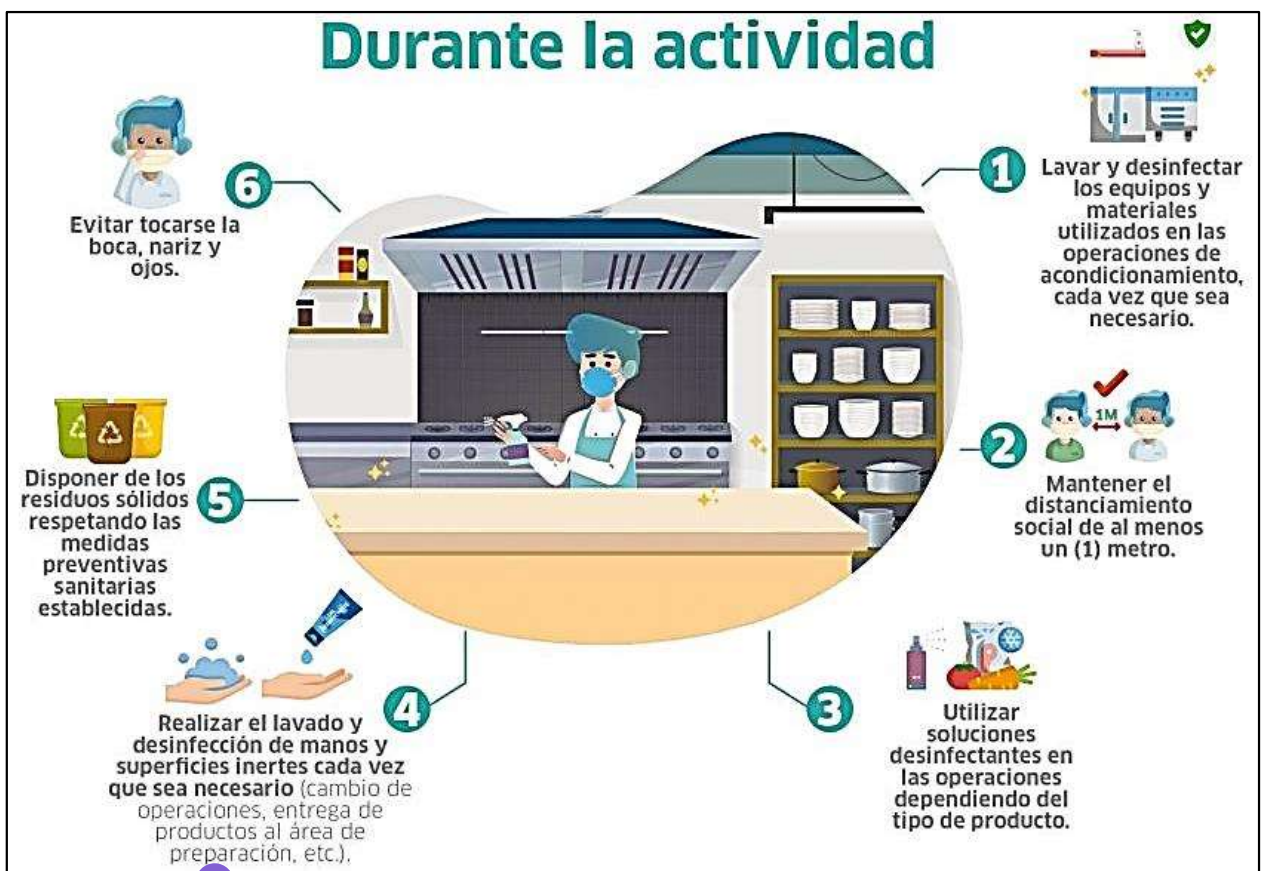 Durante la actividad
1
Lavar y desinfectar
los equipos y
materiales
utilizados en las
operaciones de
acondicionamiento,
cada vez que sea
necesario.
1M
2
Mantener el
distanciamiento
social de al menos
un (1) metro.
3
Utilizar
soluciones
desinfectantes en
las operaciones
dependiendo del
tipo de producto.
4
Realizar el lavado y
desinfección de manos y
superficies inertes cada vez
que sea necesario (cambio de
operaciones, entrega de
productos al área de
preparación, etc.).
5
Disponer de los
residuos sólidos
respetando las
medidas
preventivas
sanitarias
establecidas.
6
Evitar tocarse la
boca, nariz y
ojos.